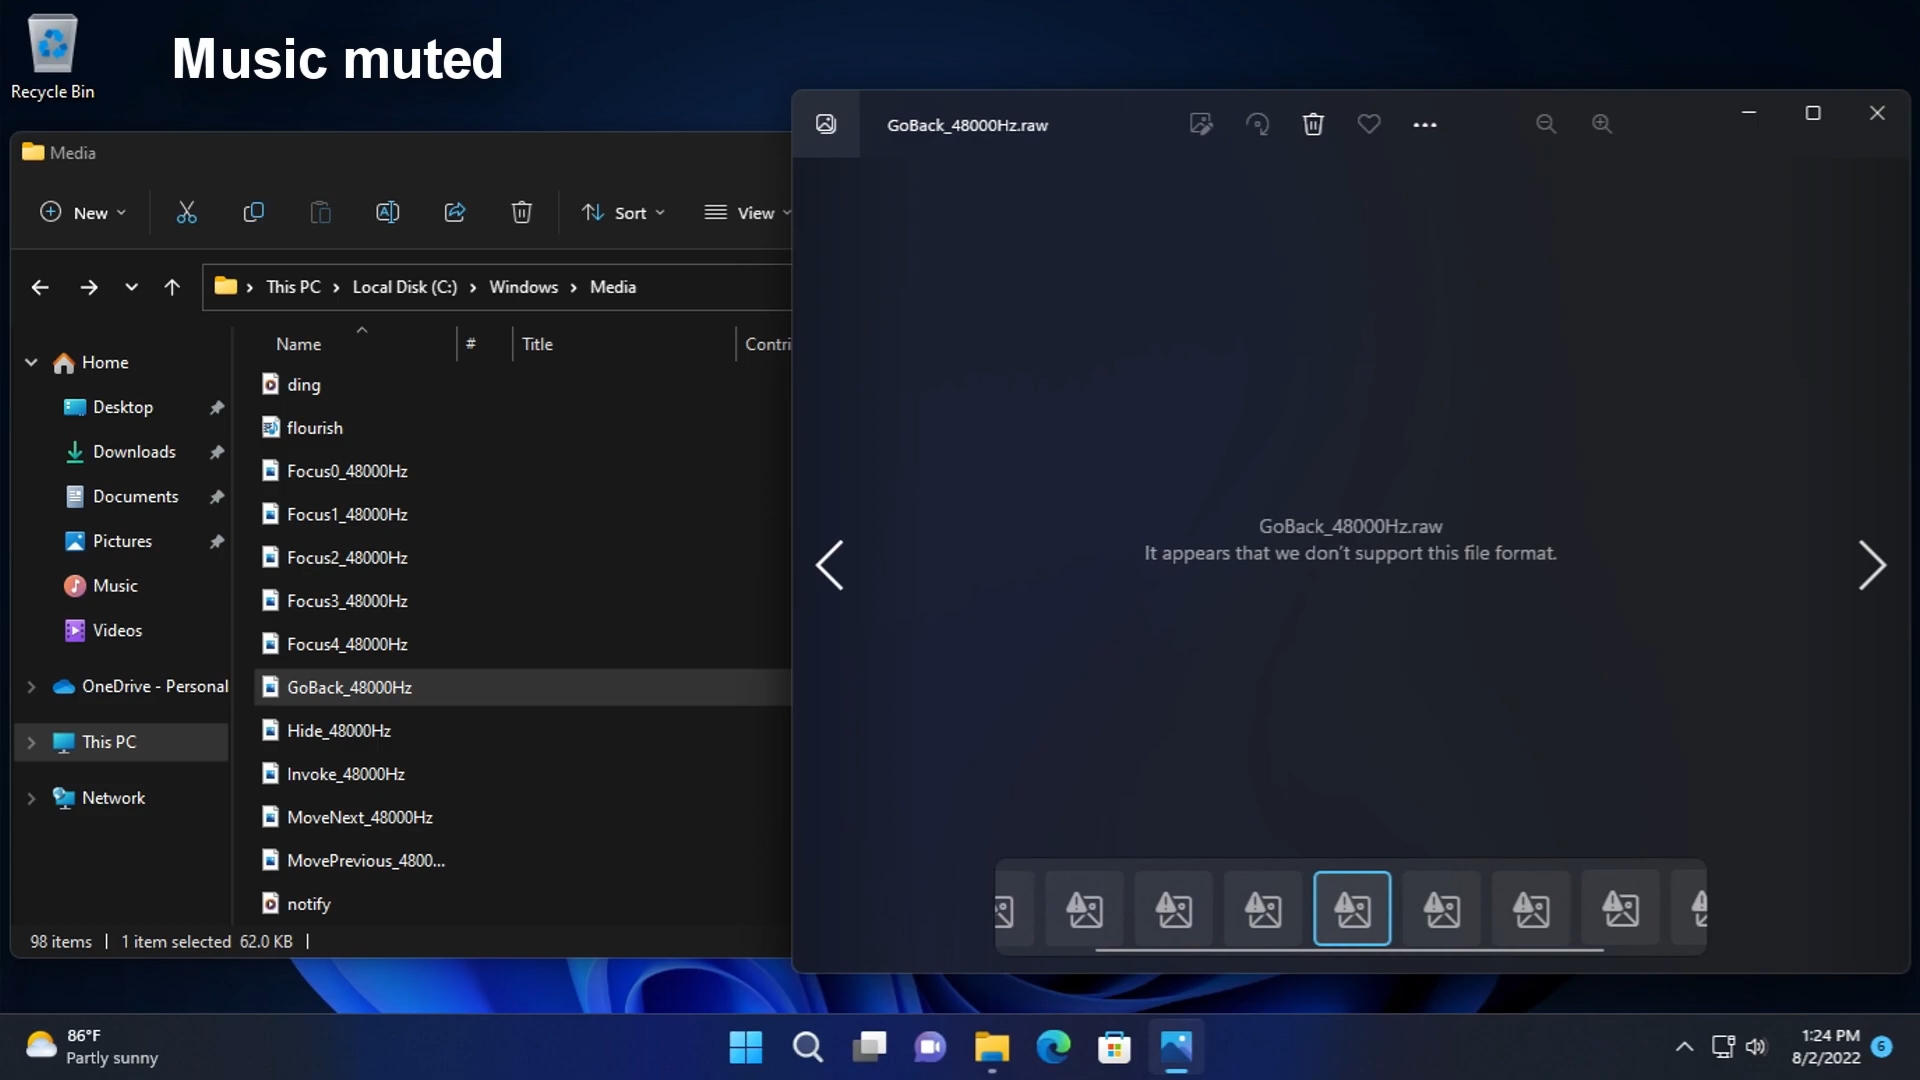 Music muted
Recycle Bin
Media
New
Sort
View
This PC
Local Disk (C:)
Windows
Media
Name
#
Title
Contri
Home
Desktop
Downloads
Documents
Pictures
Music
Videos
OneDrive - Personal
This PC
Network
ding
flourish
Focus0_48000Hz
Focus1_48000Hz
Focus2_48000Hz
Focus3_48000Hz
Focus4_48000Hz
GoBack_48000Hz
Hide_48000Hz
Invoke_48000Hz
MoveNext_48000Hz
MovePrevious_4800...
notify
98 items
1 item selected 62.0 KB
GoBack_48000Hz.raw
GoBack_48000Hz.raw
It appears that we don't support this file format.
86°F
Partly sunny
1:24 PM
8/2/2022
6